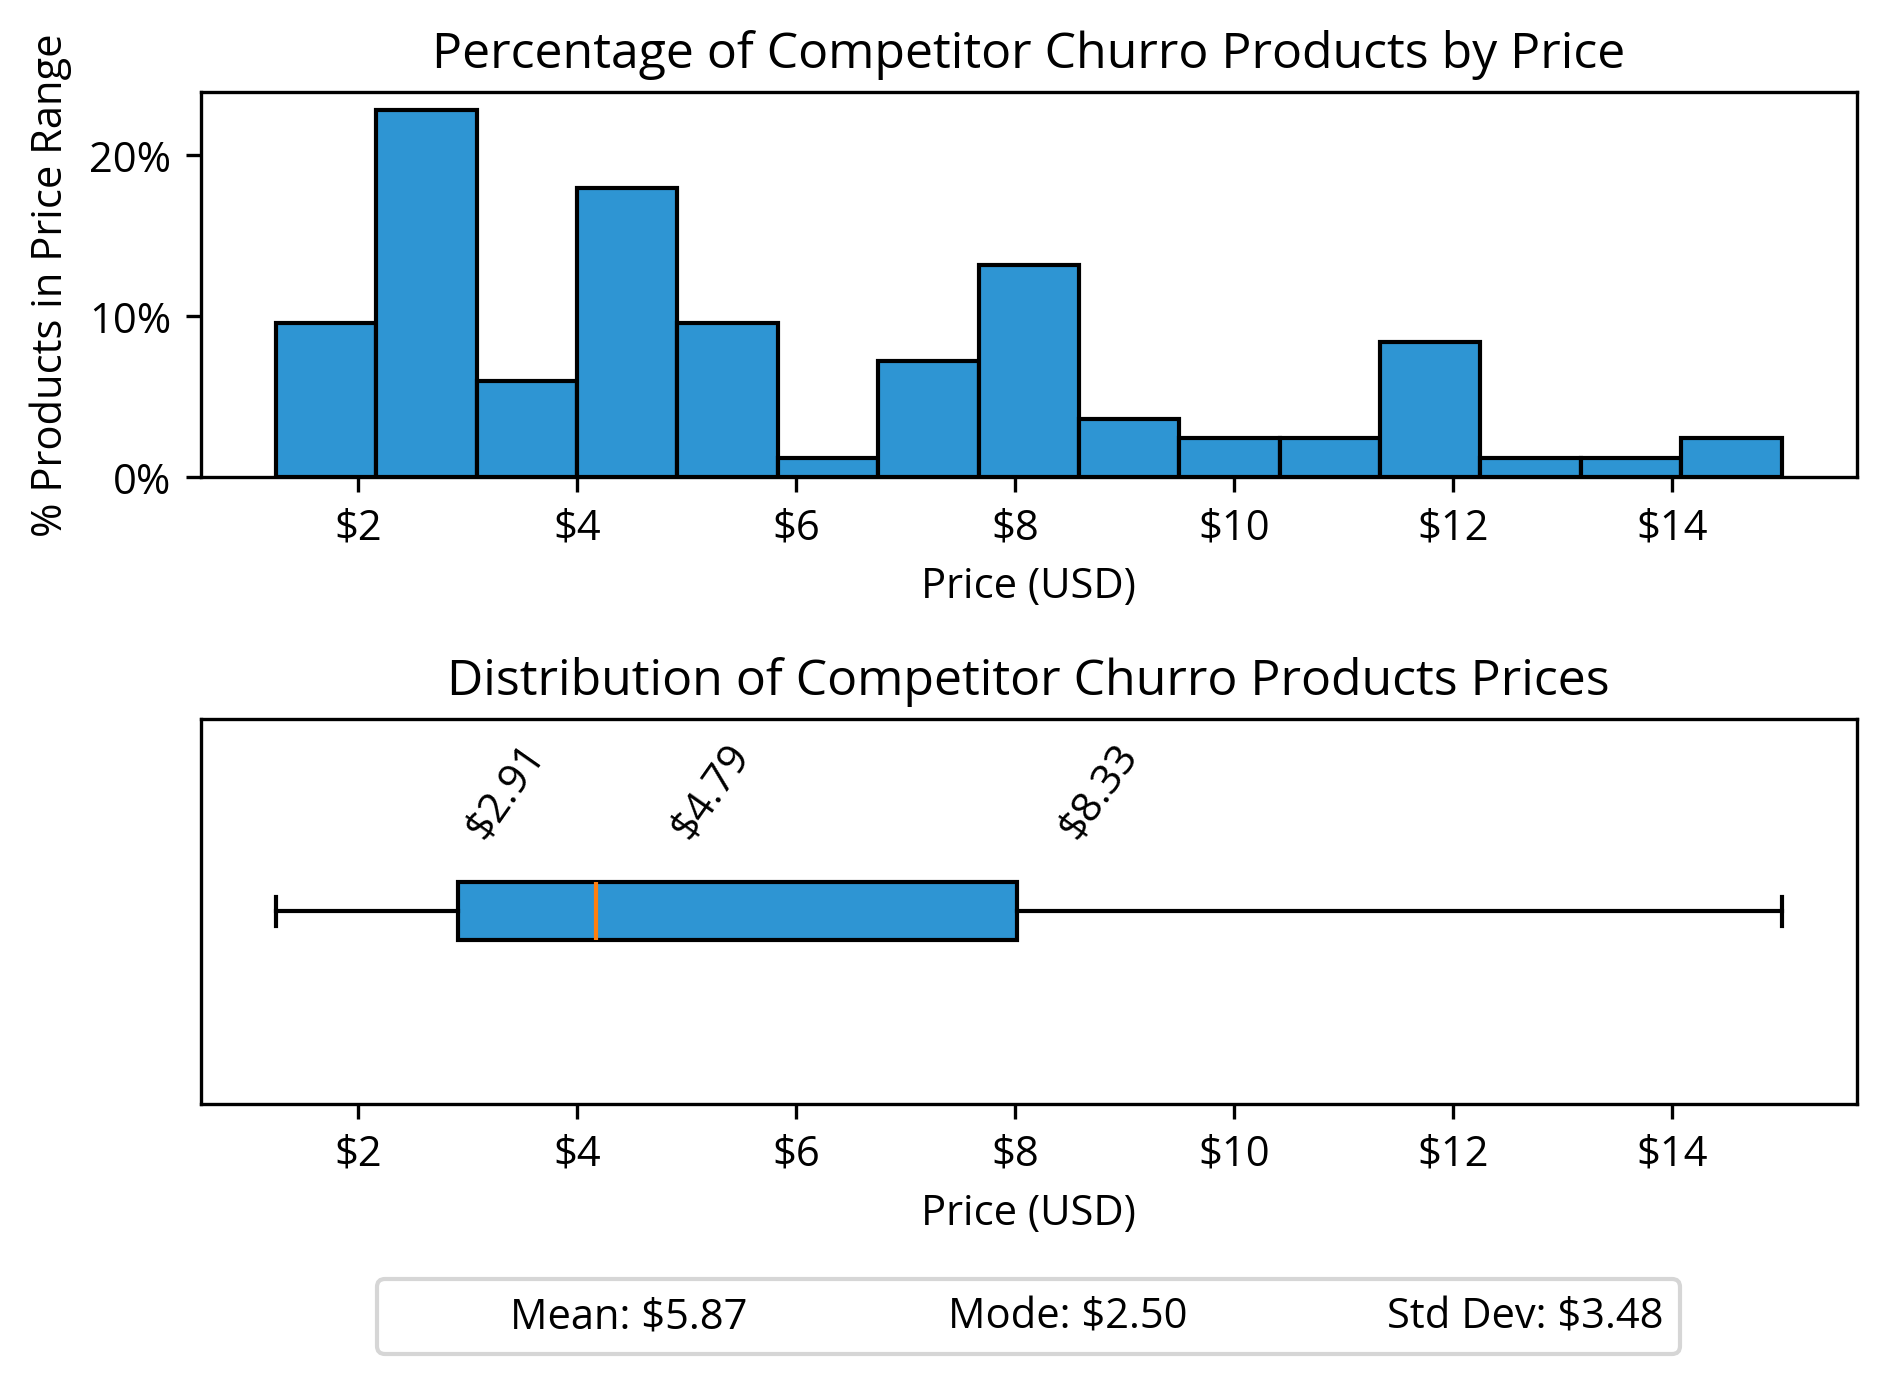 Percentage of Competitor Churro Products by Price
% Products in Price Range
20%
10%
0%
$2 $4 $6 $8 $10 $12 $14
Price (USD)
Distribution of Competitor Churro Products Prices
$2.91 $4.79 $8.33
$2 $4 $6 $8 $10 $12 $14
Price (USD)
Mean: $5.87 Mode: $2.50 Std Dev: $3.48